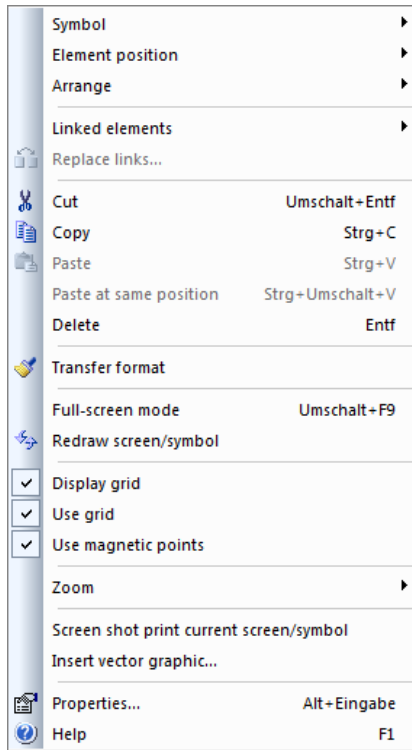 Symbol
Element position
Arrange
Linked elements
Replace links...
Cut Umschalt+Entf
Copy Strg+C
Paste Strg+V
Paste at same position Strg+Umschalt+V
Delete Entf
Transfer format
Full-screen mode Umschalt+F9
Redraw screen/symbol
Display grid
Use grid
Use magnetic points
Zoom
Screen shot print current screen/symbol
Insert vector graphic...
Properties... Alt+Eingabe
Help F1